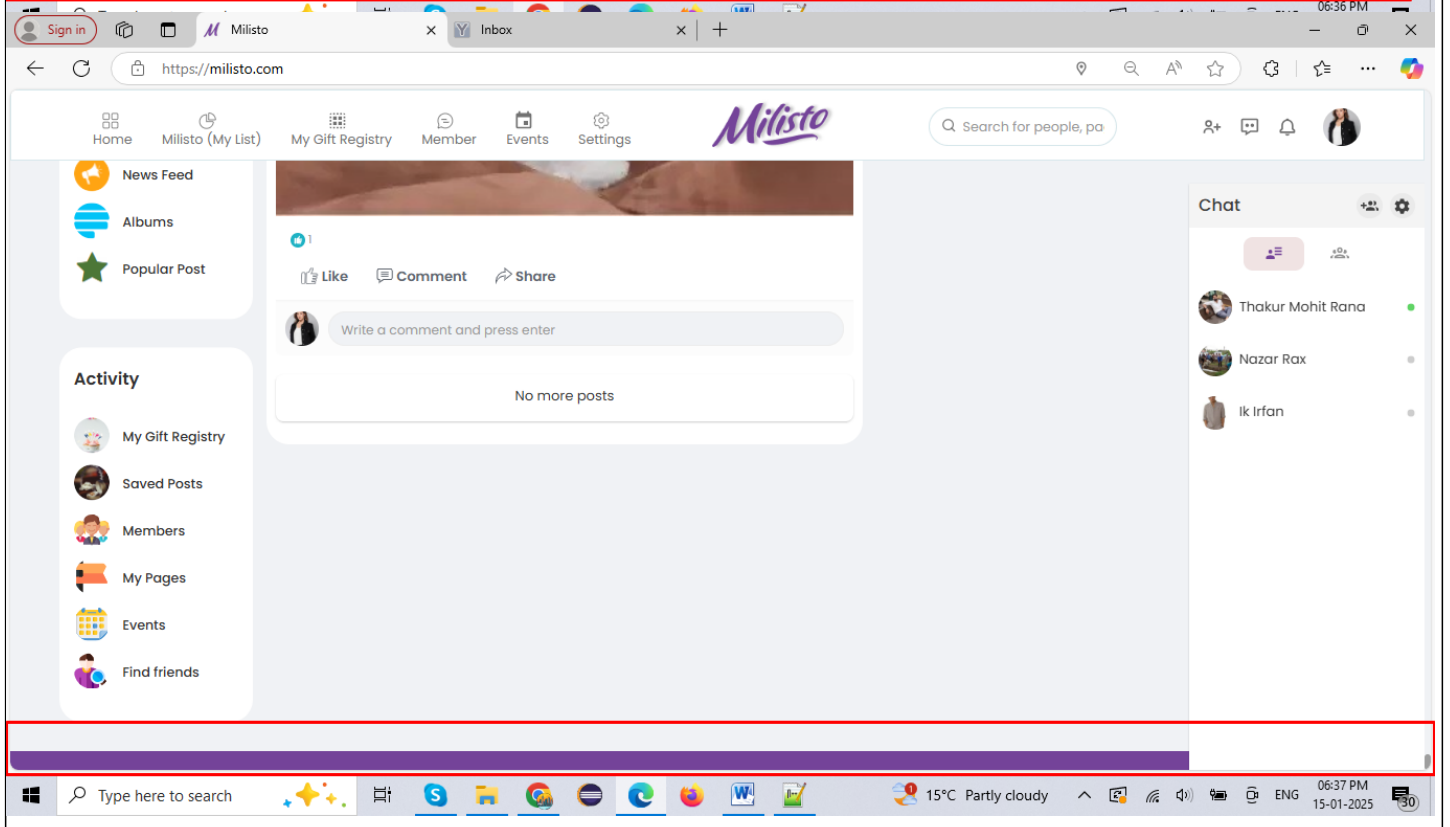 06:36 PM
Sign in
Milisto
Inbox
https://milisto.com
Home
Milisto (My List)
My Gift Registry
Member
Events
Settings
Milisto
Search for people, pa
News Feed
Albums
Popular Post
1
Like
Comment
Share
Write a comment and press enter
No more posts
Activity
My Gift Registry
Saved Posts
Members
My Pages
Events
Find friends
Chat
Thakur Mohit Rana
Nazar Rax
Ik Irfan
Type here to search
15°C Partly cloudy
ENG
06:37 PM
15-01-2025
30